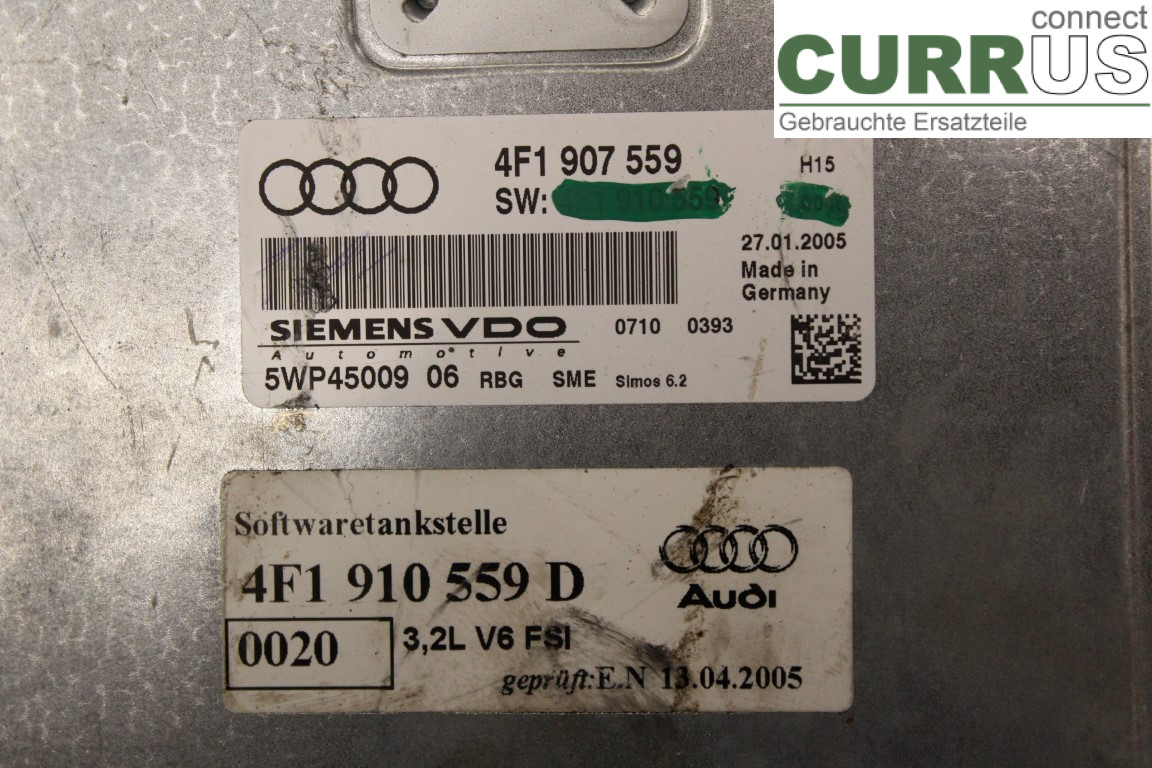 connect
CURRUS
Gebrauchte Ersatzteile
4F1 907 559 H15
SW: 910 559
27.01.2005
Made in
Germany
SIEMENS VDO 0710 0393
Automotive
5WP45009 06 RBG SME Simos 6.2
Softwaretankstelle
4F1 910 559 D
Audi
0020 3,2L V6 FSI
geprüft:E.N 13.04.2005